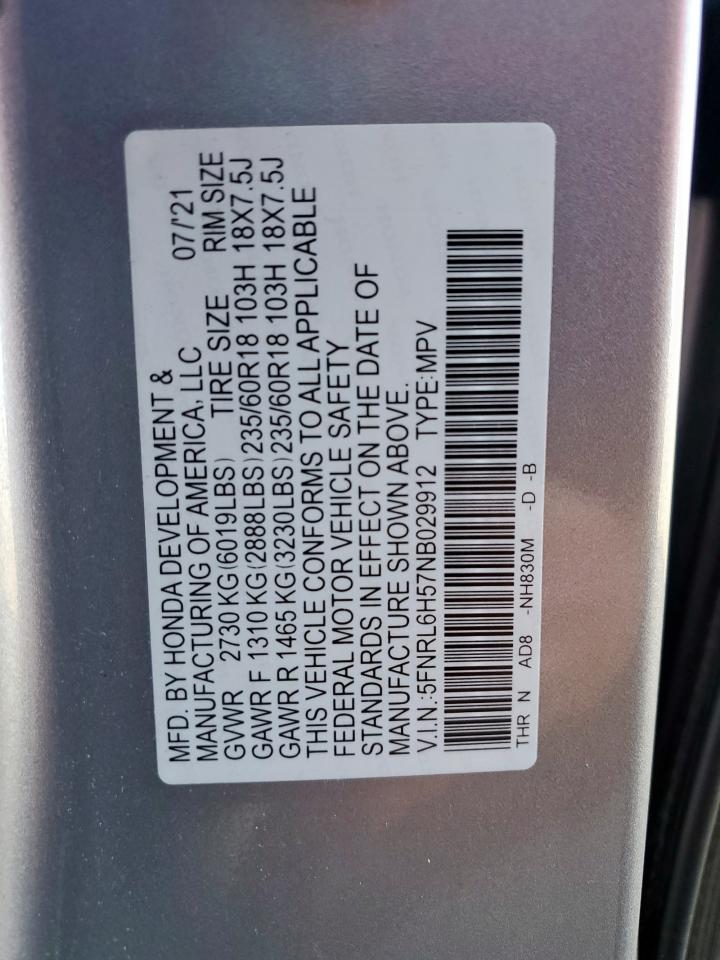 MFD. BY HONDA DEVELOPMENT &
MANUFACTURING OF AMERICA, LLC 07/'21
GVWR 2730 KG(6019LBS) TIRE SIZE RIM SIZE
GAWR F 1310 KG(2888LBS) 235/60R18 103H 18X7.5J
GAWR R 1465 KG(3230LBS) 235/60R18 103H 18X7.5J
THIS VEHICLE CONFORMS TO ALL APPLICABLE
FEDERAL MOTOR VEHICLE SAFETY
STANDARDS IN EFFECT ON THE DATE OF
MANUFACTURE SHOWN ABOVE.
V.I.N.:5FNRL6H57NB029912 TYPE:MPV
THR N AD8 -NH830M -D -B